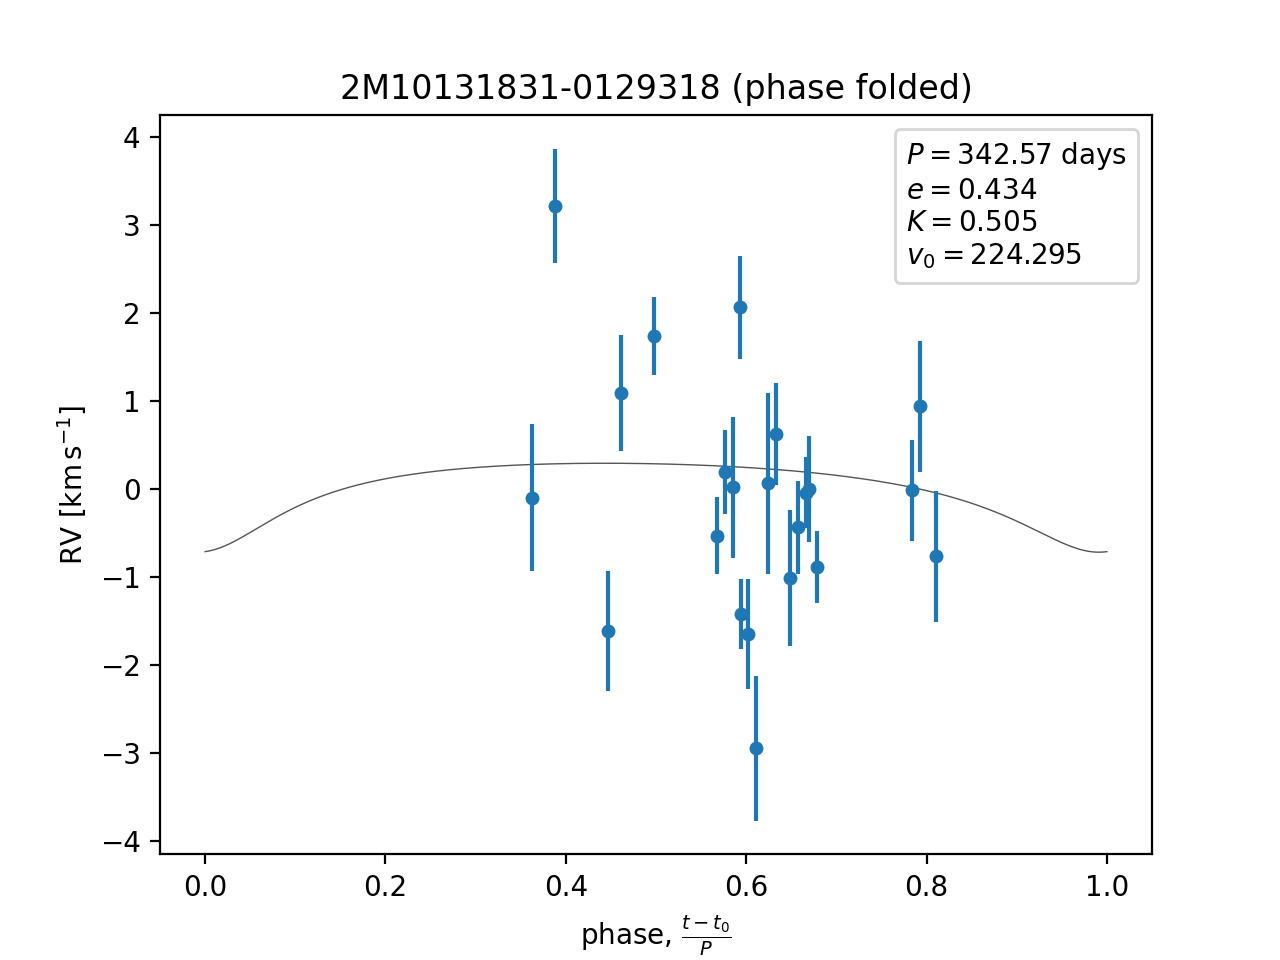 2M10131831-0129318 (phase folded)
P = 342.57 days
e = 0.434
K = 0.505
v₀ = 224.295
RV [km s⁻¹]
4
3
2
1
0
−1
−2
−3
−4
0.0 0.2 0.4 0.6 0.8 1.0
phase, (t − t₀)/P